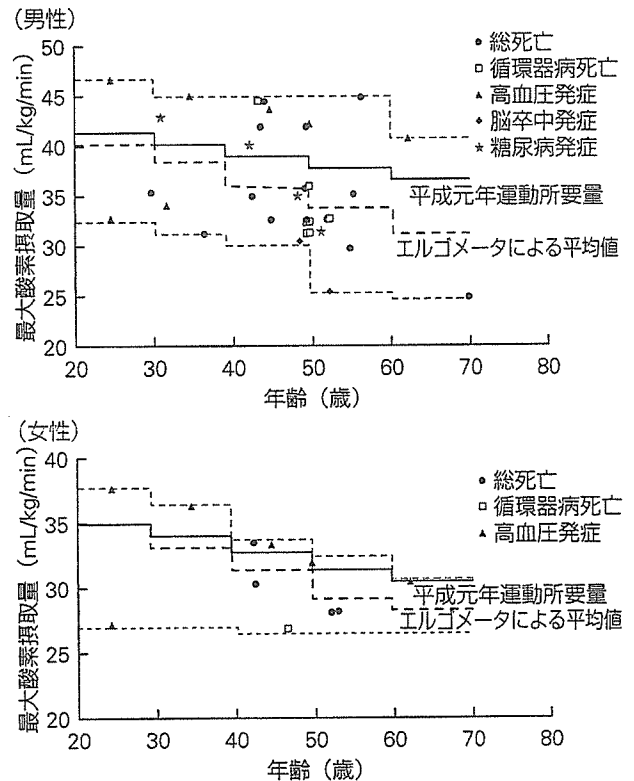 (男性)
最大酸素摂取量 (mL/kg/min)
50
45
40
35
30
25
20
20 30 40 50 60 70 80
年齢 (歳)
総死亡
循環器病死亡
高血圧発症
脳卒中発症
糖尿病発症
平成元年運動所要量
エルゴメータによる平均値
(女性)
最大酸素摂取量 (mL/kg/min)
40
35
30
25
20
20 30 40 50 60 70 80
年齢 (歳)
総死亡
循環器病死亡
高血圧発症
平成元年運動所要量
エルゴメータによる平均値